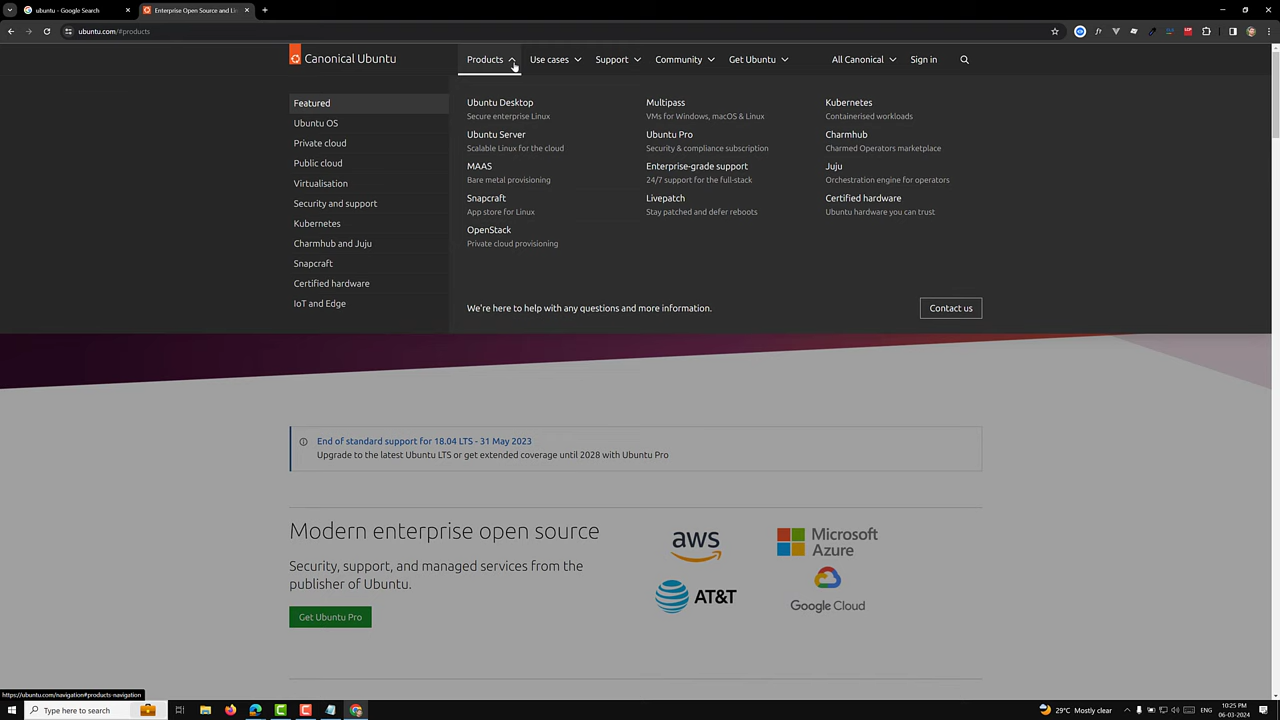 ubuntu - Google Search
Enterprise Open Source and Lin
ubuntu.com/#products
Canonical Ubuntu
Products
Use cases
Support
Community
Get Ubuntu
All Canonical
Sign in
Featured
Ubuntu OS
Private cloud
Public cloud
Virtualisation
Security and support
Kubernetes
Charmhub and Juju
Snapcraft
Certified hardware
IoT and Edge
Ubuntu Desktop
Secure enterprise Linux
Ubuntu Server
Scalable Linux for the cloud
MAAS
Bare metal provisioning
Snapcraft
App store for Linux
OpenStack
Private cloud provisioning
Multipass
VMs for Windows, macOS & Linux
Ubuntu Pro
Security & compliance subscription
Enterprise-grade support
24/7 support for the full-stack
Livepatch
Stay patched and defer reboots
Kubernetes
Containerised workloads
Charmhub
Charmed Operators marketplace
Juju
Orchestration engine for operators
Certified hardware
Ubuntu hardware you can trust
We're here to help with any questions and more information.
Contact us
End of standard support for 18.04 LTS - 31 May 2023
Upgrade to the latest Ubuntu LTS or get extended coverage until 2028 with Ubuntu Pro
Modern enterprise open source
Security, support, and managed services from the
publisher of Ubuntu.
Get Ubuntu Pro
aws
Microsoft
Azure
AT&T
Google Cloud
https://ubuntu.com/navigation#products-navigation
Type here to search
29°C Mostly clear
ENG
10:25 PM
06-03-2024